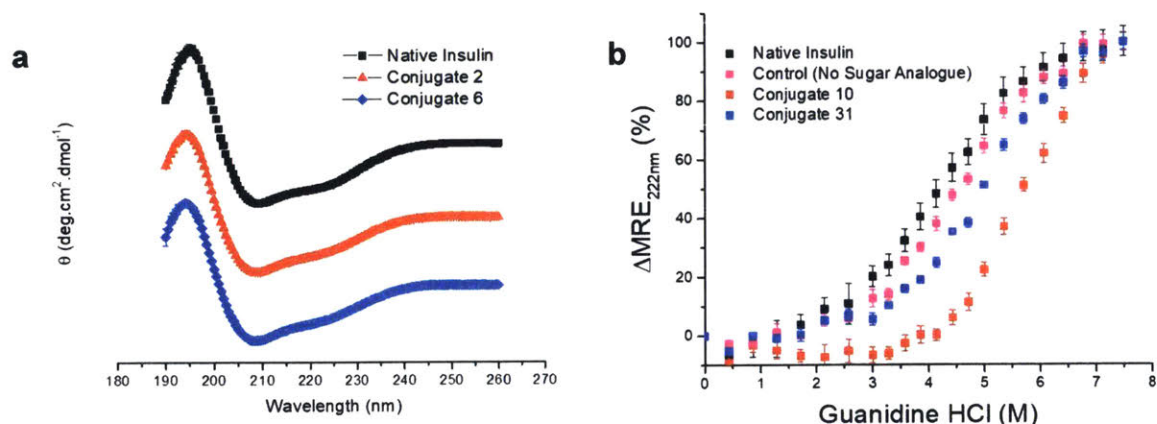 a
Native Insulin
Conjugate 2
Conjugate 6
θ (deg.cm².dmol⁻¹)
180 190 200 210 220 230 240 250 260 270
Wavelength (nm)
b
Native Insulin
Control (No Sugar Analogue)
Conjugate 10
Conjugate 31
ΔMRE₂₂₂nm (%)
100
80
60
40
20
0
0 1 2 3 4 5 6 7 8
Guanidine HCl (M)